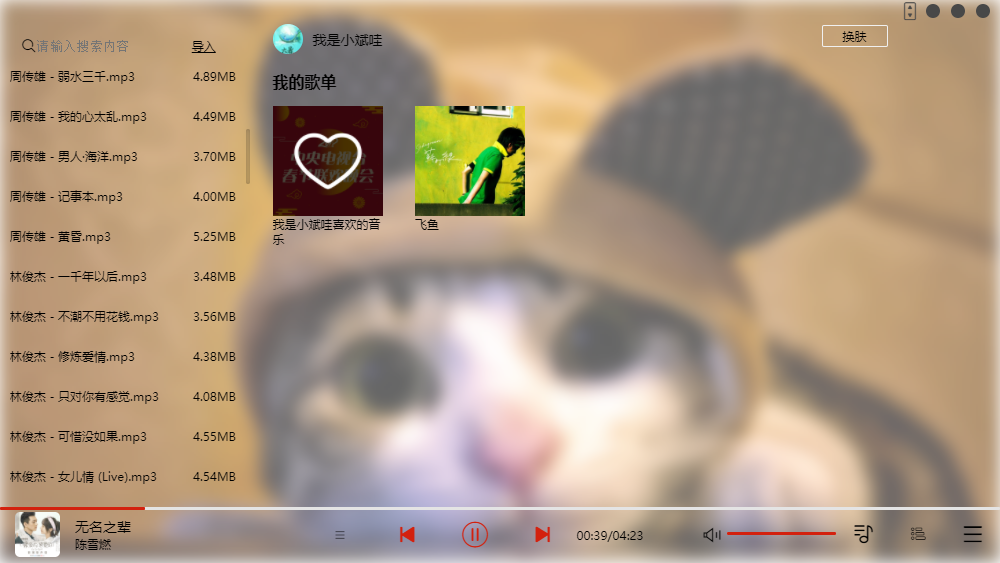 请输入搜索内容 导入
周传雄 - 弱水三千.mp3 4.89MB
周传雄 - 我的心太乱.mp3 4.49MB
周传雄 - 男人·海洋.mp3 3.70MB
周传雄 - 记事本.mp3 4.00MB
周传雄 - 黄昏.mp3 5.25MB
林俊杰 - 一千年以后.mp3 3.48MB
林俊杰 - 不潮不用花钱.mp3 3.56MB
林俊杰 - 修炼爱情.mp3 4.38MB
林俊杰 - 只对你有感觉.mp3 4.08MB
林俊杰 - 可惜没如果.mp3 4.55MB
林俊杰 - 女儿情 (Live).mp3 4.54MB
我是小斌哇
换肤
我的歌单
中央电视台
春节联欢晚会
我是小斌哇喜欢的音
乐
飞鱼
无名之辈
陈雪燃
00:39/04:23